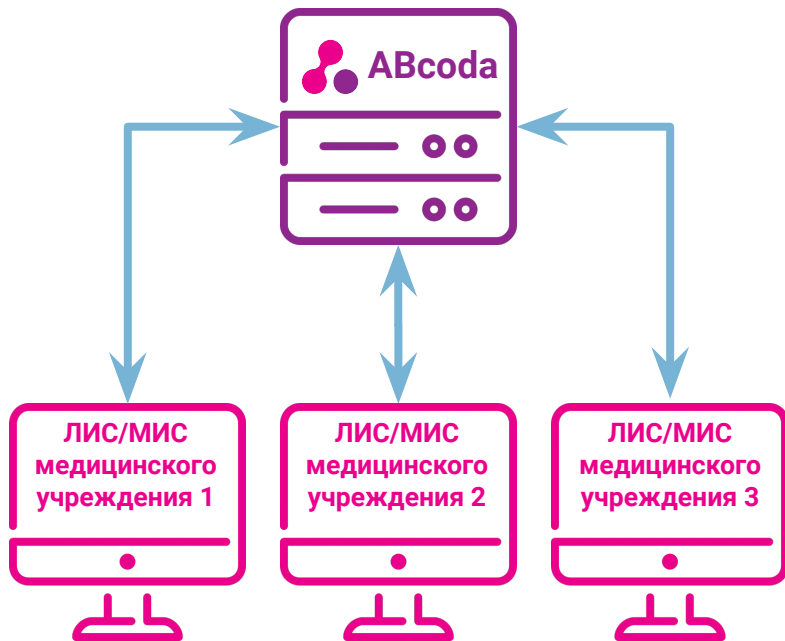 ABcoda
ЛИС/МИС
медицинского
учреждения 1
ЛИС/МИС
медицинского
учреждения 2
ЛИС/МИС
медицинского
учреждения 3